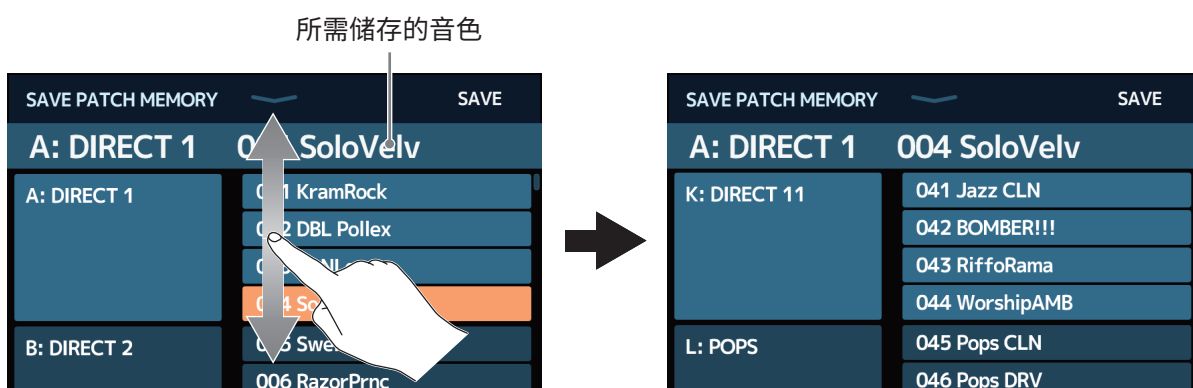 所需储存的音色
SAVE PATCH MEMORY
SAVE
A: DIRECT 1
SoloVelv
A: DIRECT 1
KramRock
DBL Pollex
B: DIRECT 2
006 RazorPrnc
SAVE PATCH MEMORY
SAVE
A: DIRECT 1 004 SoloVelv
K: DIRECT 11
041 Jazz CLN
042 BOMBER!!!
043 RiffoRama
044 WorshipAMB
L: POPS
045 Pops CLN
046 Pops DRV